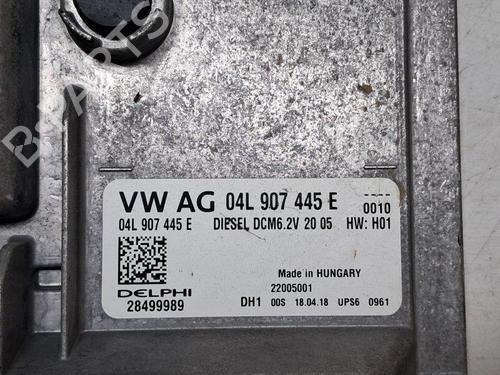 B-PARTS
VW AG 04L 907 445 E
0010
04L 907 445 E DIESEL DCM6.2V 20 05 HW: H01
Made in HUNGARY
22005001
DELPHI
28499989
DH1 00S 18.04.18 UPS6 0961